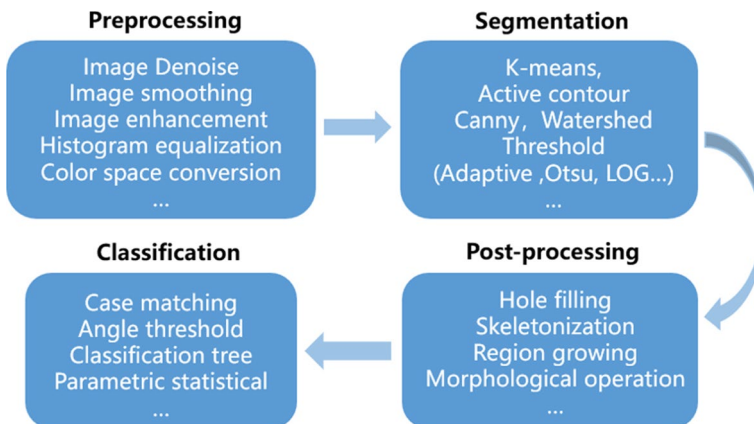 Preprocessing
Image Denoise
Image smoothing
Image enhancement
Histogram equalization
Color space conversion
...
Segmentation
K-means,
Active contour
Canny, Watershed
Threshold
(Adaptive ,Otsu, LOG...)
...
Post-processing
Hole filling
Skeletonization
Region growing
Morphological operation
...
Classification
Case matching
Angle threshold
Classification tree
Parametric statistical
...